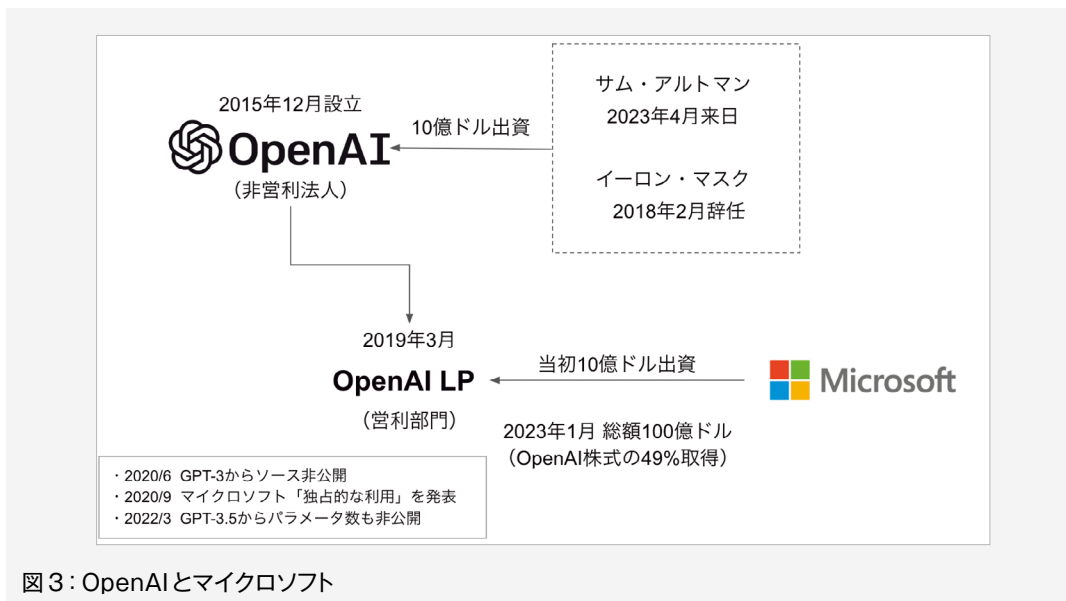 2015年12月設立
OpenAI
（非営利法人）
10億ドル出資
サム・アルトマン
2023年4月来日
イーロン・マスク
2018年2月辞任
2019年3月
OpenAI LP
（営利部門）
当初10億ドル出資
Microsoft
2023年1月 総額100億ドル
（OpenAI株式の49%取得）
・2020/6 GPT-3からソース非公開
・2020/9 マイクロソフト「独占的な利用」を発表
・2022/3 GPT-3.5からパラメータ数も非公開
図3：OpenAIとマイクロソフト